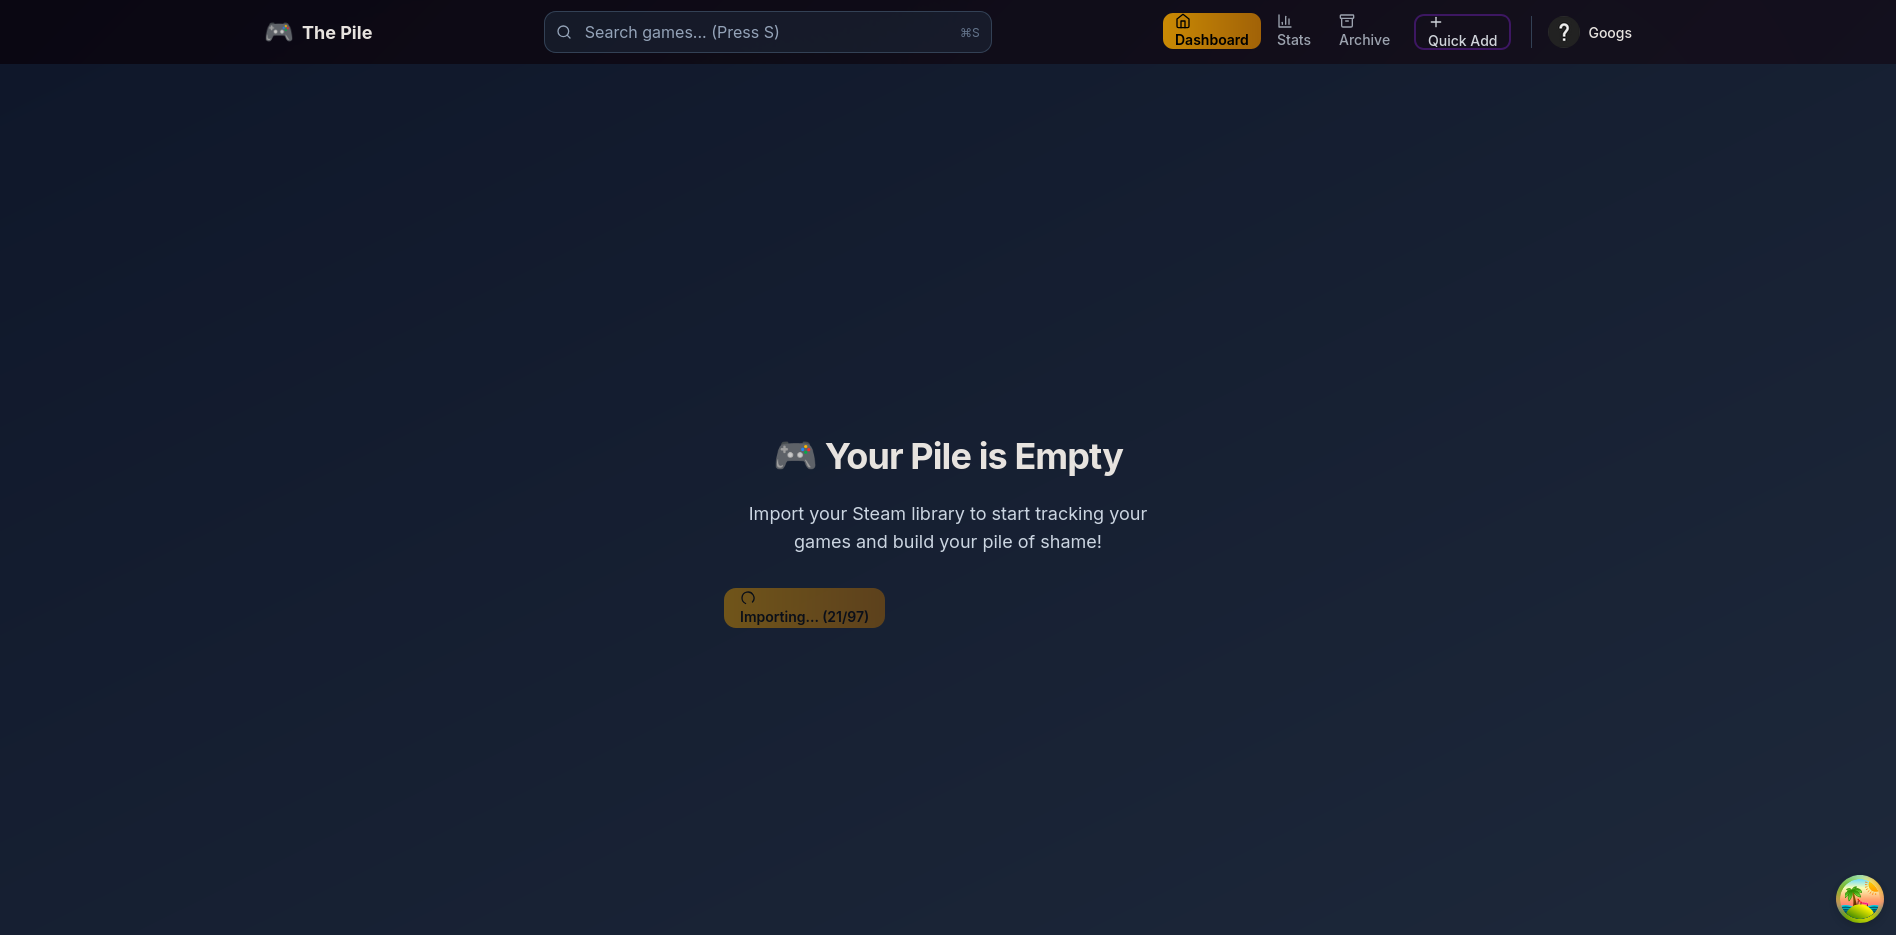 The Pile
Search games... (Press S)
⌘S
Dashboard
Stats
Archive
Quick Add
?
Googs
Your Pile is Empty
Import your Steam library to start tracking your
games and build your pile of shame!
Importing... (21/97)